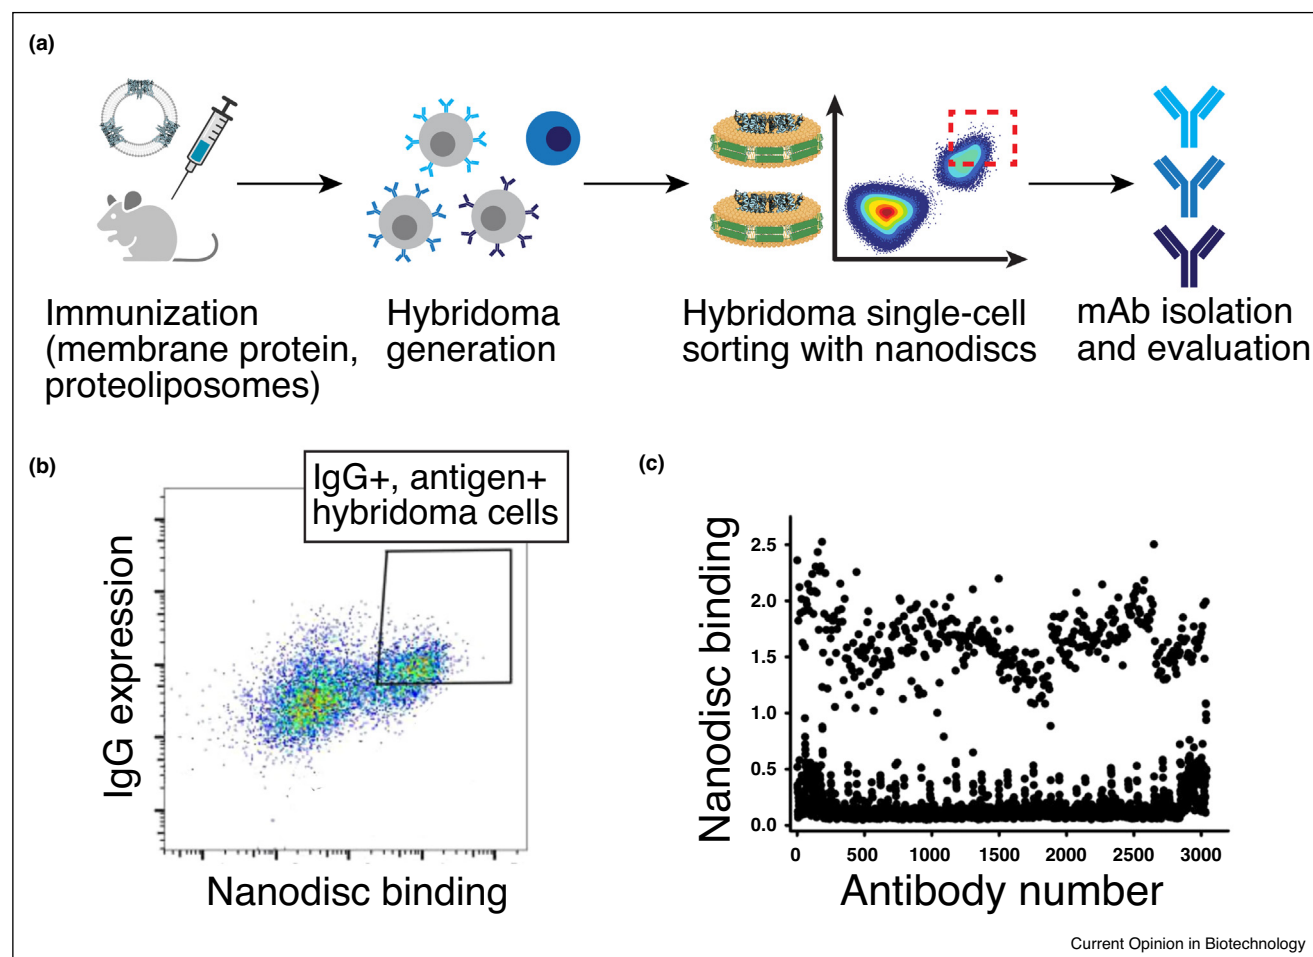 (a)
Immunization
(membrane protein,
proteoliposomes)
Hybridoma
generation
Hybridoma single-cell
sorting with nanodiscs
mAb isolation
and evaluation
(b)
IgG+, antigen+
hybridoma cells
IgG expression
Nanodisc binding
(c)
Nanodisc binding
2.5
2.0
1.5
1.0
0.5
0.0
0 500 1000 1500 2000 2500 3000
Antibody number
Current Opinion in Biotechnology